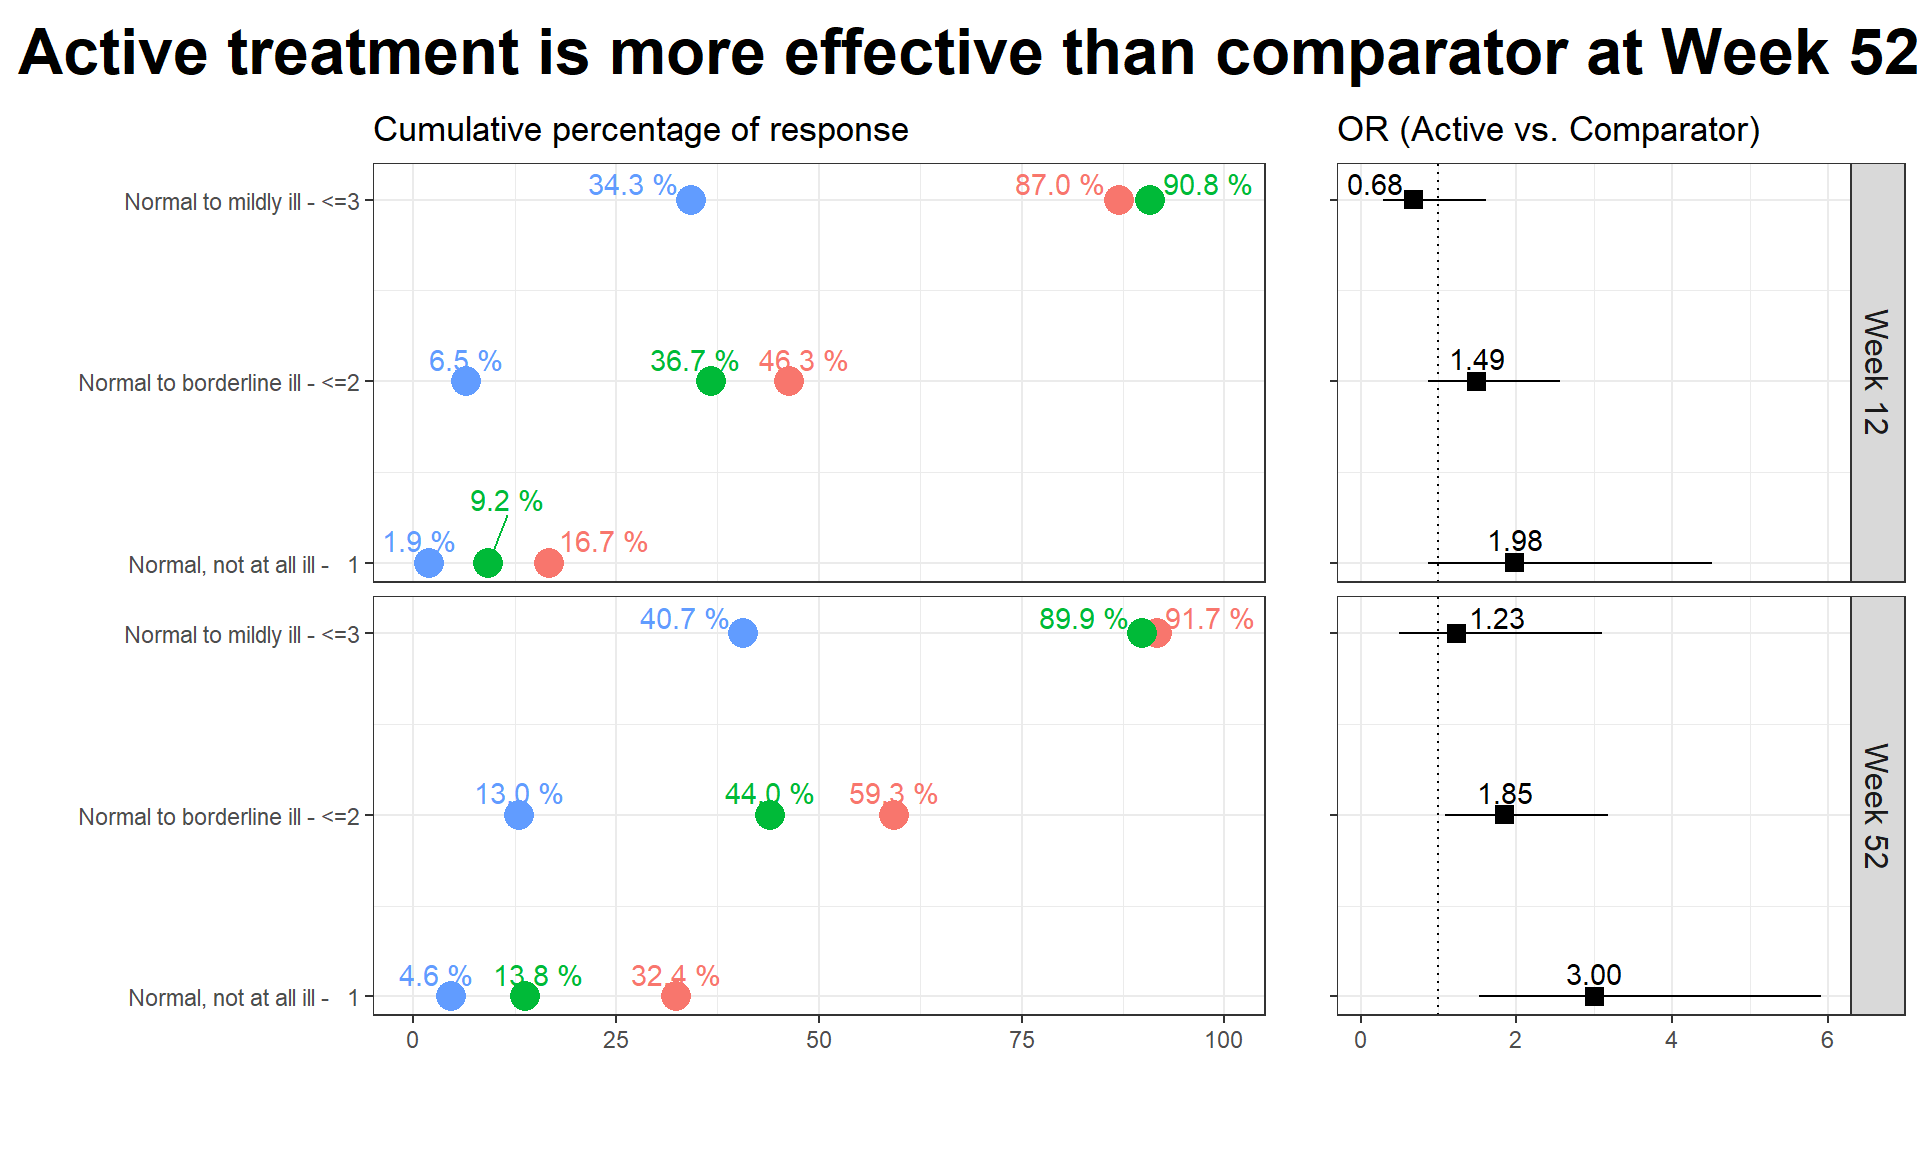 Active treatment is more effective than comparator at Week 52
Cumulative percentage of response
OR (Active vs. Comparator)
Normal to mildly ill - <=3
34.3 %
87.0 %
90.8 %
0.68
Normal to borderline ill - <=2
6.5 %
36.7 %
46.3 %
1.49
Week 12
9.2 %
Normal, not at all ill -   1
1.9 %
16.7 %
1.98
Normal to mildly ill - <=3
40.7 %
89.9 %
91.7 %
1.23
Normal to borderline ill - <=2
13.0 %
44.0 %
59.3 %
1.85
Week 52
Normal, not at all ill -   1
4.6 %
13.8 %
32.4 %
3.00
0 25 50 75 100
0 2 4 6